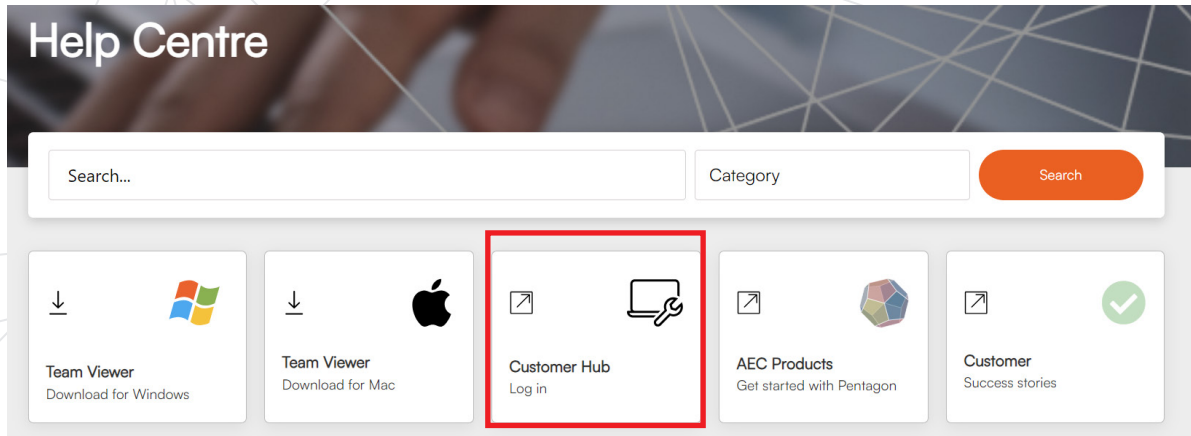 Help Centre
Search...
Category
Search
Team Viewer
Download for Windows
Team Viewer
Download for Mac
Customer Hub
Log in
AEC Products
Get started with Pentagon
Customer
Success stories